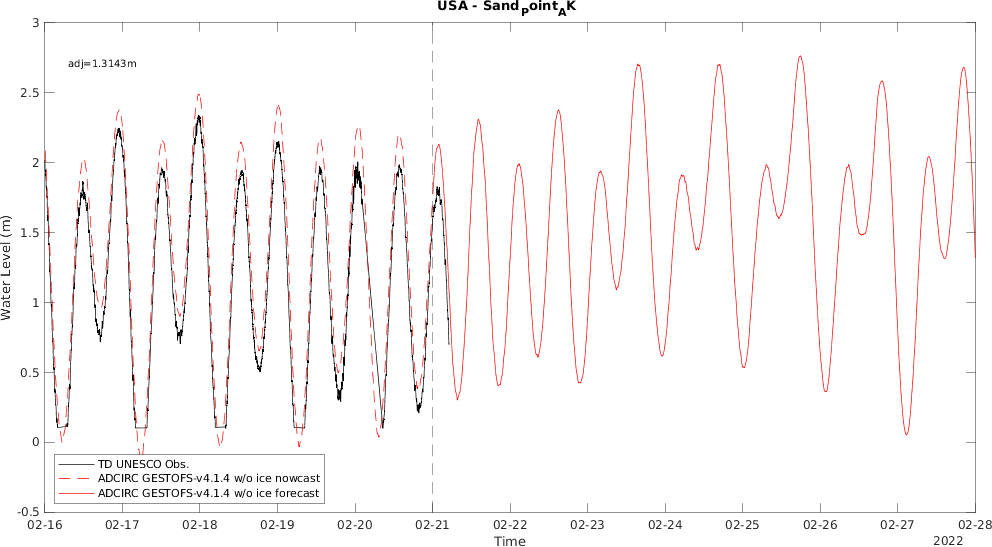 USA - Sand_Point_AK
adj=1.3143m
3
2.5
2
1.5
1
0.5
0
-0.5
Water Level (m)
TD UNESCO Obs.
ADCIRC GESTOFS-v4.1.4 w/o ice nowcast
ADCIRC GESTOFS-v4.1.4 w/o ice forecast
02-16 02-17 02-18 02-19 02-20 02-21 02-22 02-23 02-24 02-25 02-26 02-27 02-28
Time
2022